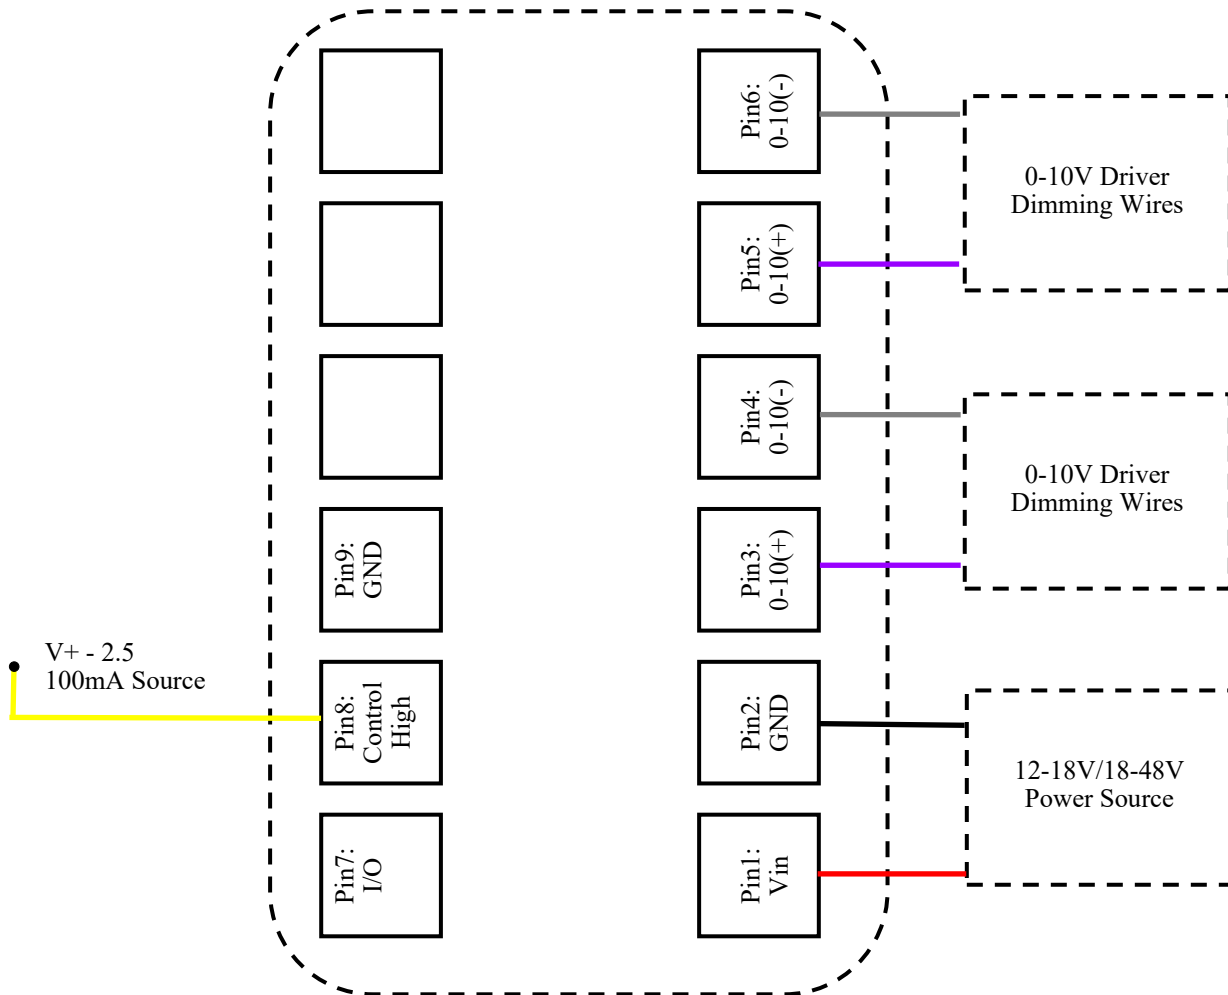 Pin6:
0-10(-)
0-10V Driver
Dimming Wires
Pin5:
0-10(+)
Pin4:
0-10(-)
0-10V Driver
Dimming Wires
Pin9:
GND
Pin3:
0-10(+)
V+ - 2.5
100mA Source
Pin8:
Control
High
Pin2:
GND
12-18V/18-48V
Power Source
Pin7:
I/O
Pin1:
Vin